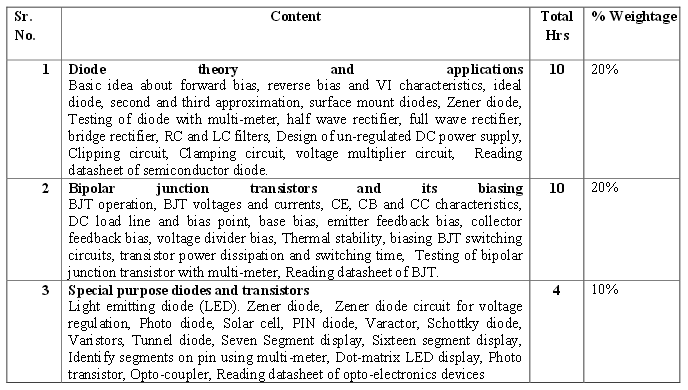 Sr. No. Content Total Hrs % Weightage
1 Diode theory and applications 10 20%
Basic idea about forward bias, reverse bias and VI characteristics, ideal
diode, second and third approximation, surface mount diodes, Zener diode,
Testing of diode with multi-meter, half wave rectifier, full wave rectifier,
bridge rectifier, RC and LC filters, Design of un-regulated DC power supply,
Clipping circuit, Clamping circuit, voltage multiplier circuit, Reading
datasheet of semiconductor diode.
2 Bipolar junction transistors and its biasing 10 20%
BJT operation, BJT voltages and currents, CE, CB and CC characteristics,
DC load line and bias point, base bias, emitter feedback bias, collector
feedback bias, voltage divider bias, Thermal stability, biasing BJT switching
circuits, transistor power dissipation and switching time, Testing of bipolar
junction transistor with multi-meter, Reading datasheet of BJT.
3 Special purpose diodes and transistors 4 10%
Light emitting diode (LED). Zener diode, Zener diode circuit for voltage
regulation, Photo diode, Solar cell, PIN diode, Varactor, Schottky diode,
Varistors, Tunnel diode, Seven Segment display, Sixteen segment display,
Identify segments on pin using multi-meter, Dot-matrix LED display, Photo
transistor, Opto-coupler, Reading datasheet of opto-electronics devices